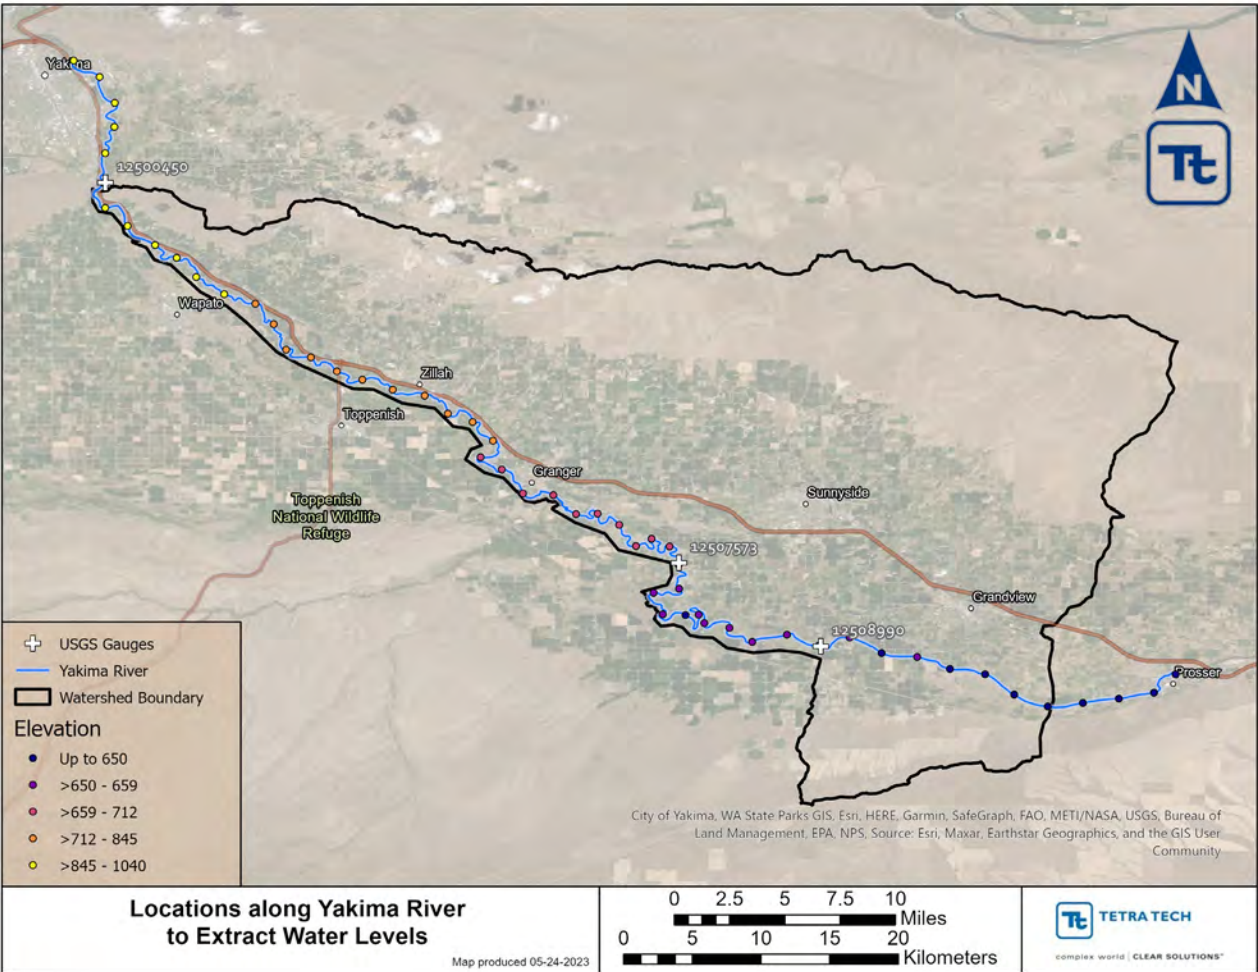 Yakima
N
Tt
12500450
Wapato
Zillah
Toppenish
Granger
Sunnyside
Toppenish
National Wildlife
Refuge
12507573
Grandview
12508990
Prosser
USGS Gauges
Yakima River
Watershed Boundary
Elevation
Up to 650
>650 - 659
>659 - 712
>712 - 845
>845 - 1040
City of Yakima, WA State Parks GIS, Esri, HERE, Garmin, SafeGraph, FAO, METI/NASA, USGS, Bureau of
Land Management, EPA, NPS, Source: Esri, Maxar, Earthstar Geographics, and the GIS User
Community
Locations along Yakima River
to Extract Water Levels
Map produced 05-24-2023
0 2.5 5 7.5 10
Miles
0 5 10 15 20
Kilometers
Tt TETRA TECH
complex world | CLEAR SOLUTIONS™